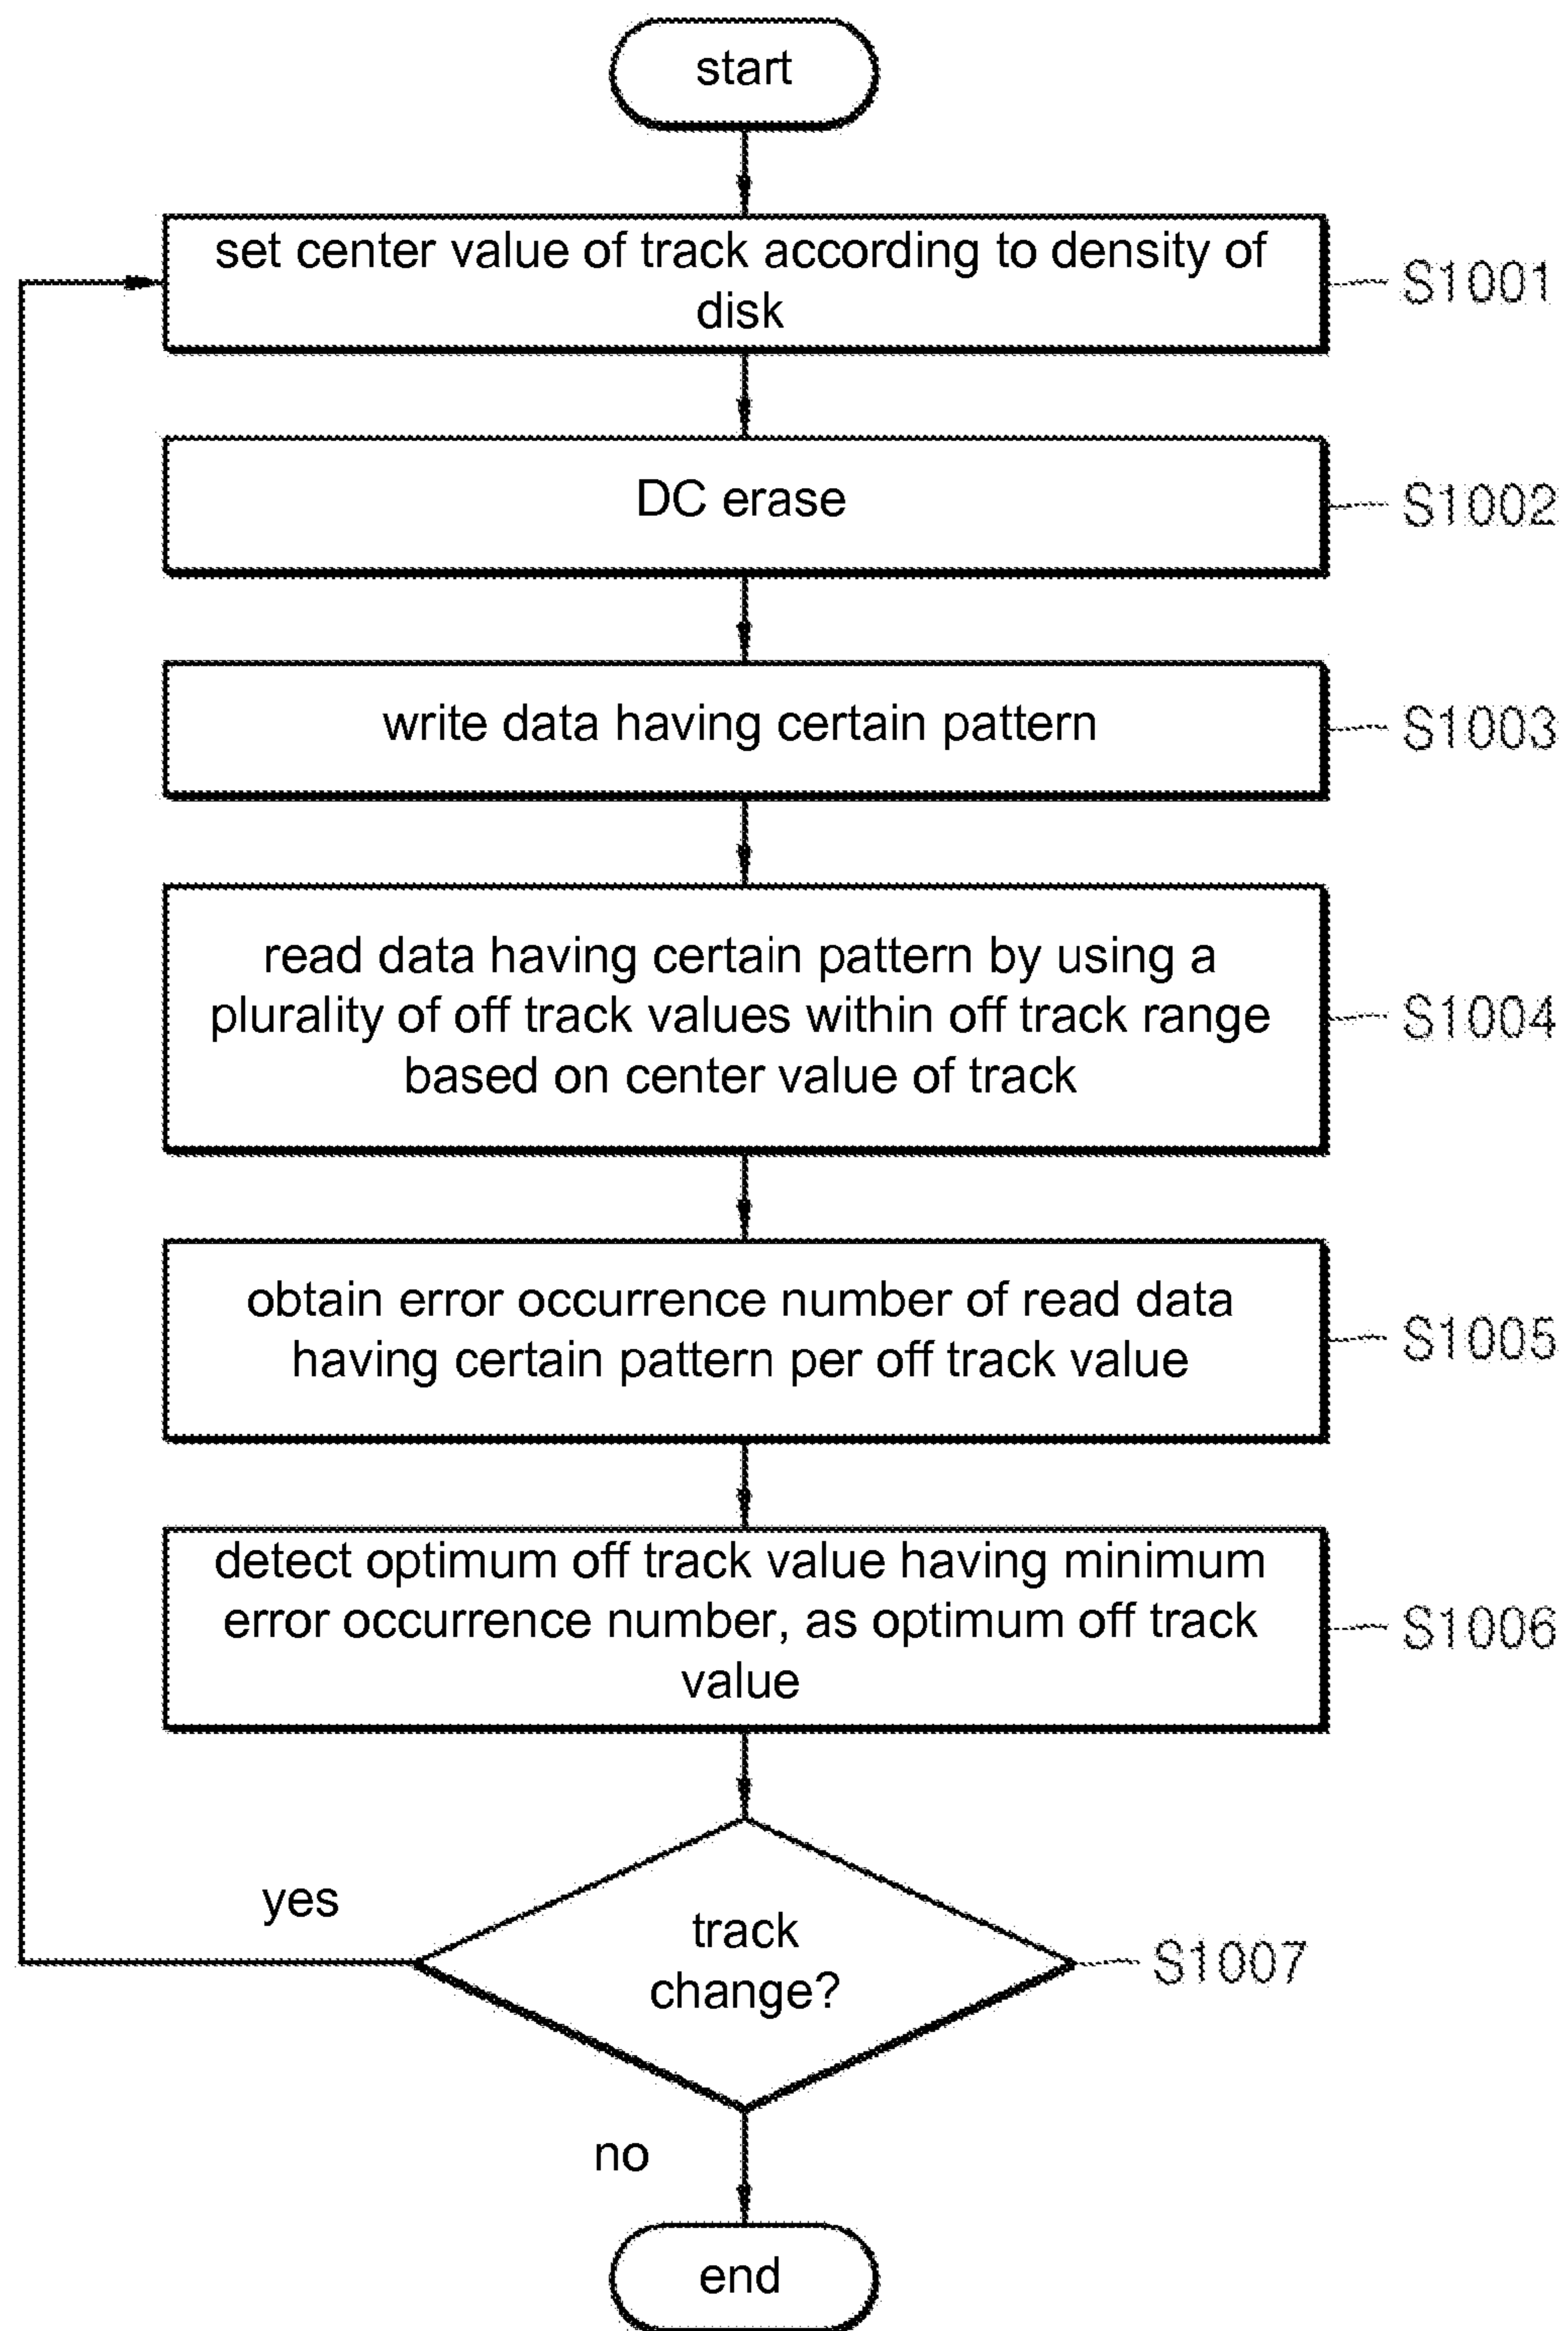 start
set center value of track according to density of
disk
S1001
DC erase
S1002
write data having certain pattern
S1003
read data having certain pattern by using a
plurality of off track values within off track range
based on center value of track
S1004
obtain error occurrence number of read data
having certain pattern per off track value
S1005
detect optimum off track value having minimum
error occurrence number, as optimum off track
value
S1006
yes
track
change?
S1007
no
end